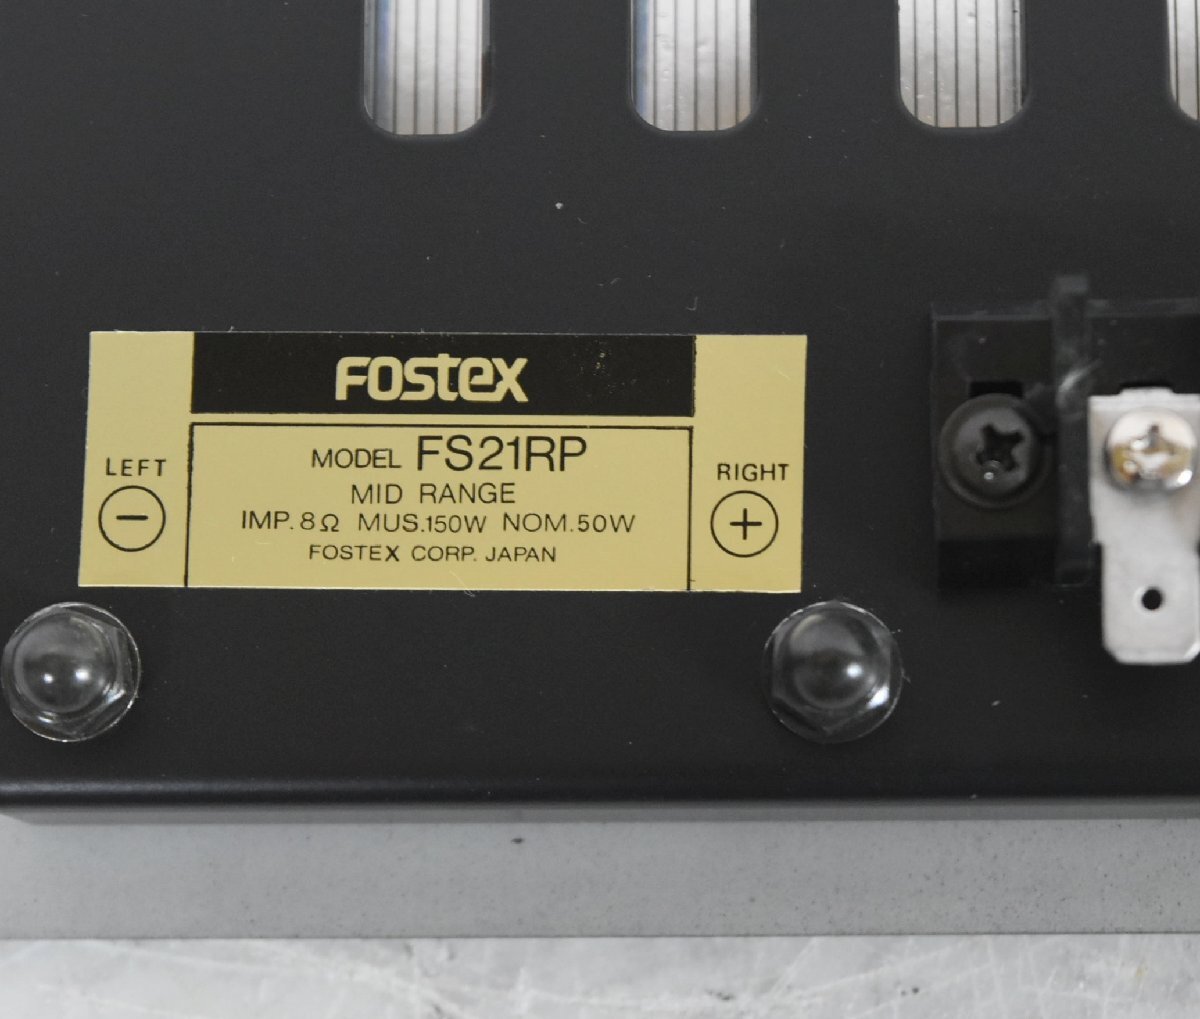 FOSTEX
MODEL FS21RP
MID RANGE
IMP. 8Ω MUS. 150W NOM. 50W
FOSTEX CORP. JAPAN
LEFT
−
RIGHT
+